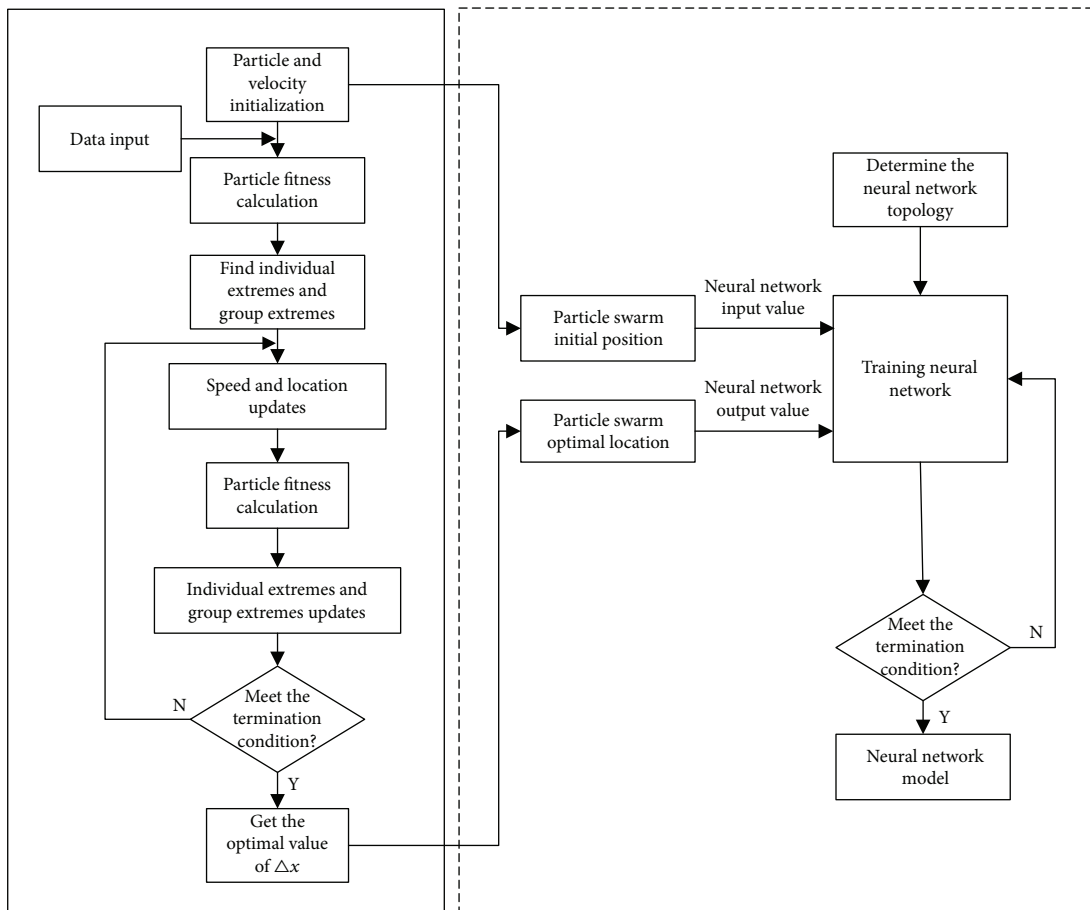 Particle and
velocity
initialization
Data input
Particle fitness
calculation
Find individual
extremes and
group extremes
Speed and location
updates
Particle fitness
calculation
Individual extremes and
group extremes updates
Meet the
termination
condition?
N
Y
Get the
optimal value
of △x
Particle swarm
initial position
Neural network
input value
Particle swarm
optimal location
Neural network
output value
Determine the
neural network
topology
Training neural
network
Meet the
termination
condition?
N
Y
Neural network
model